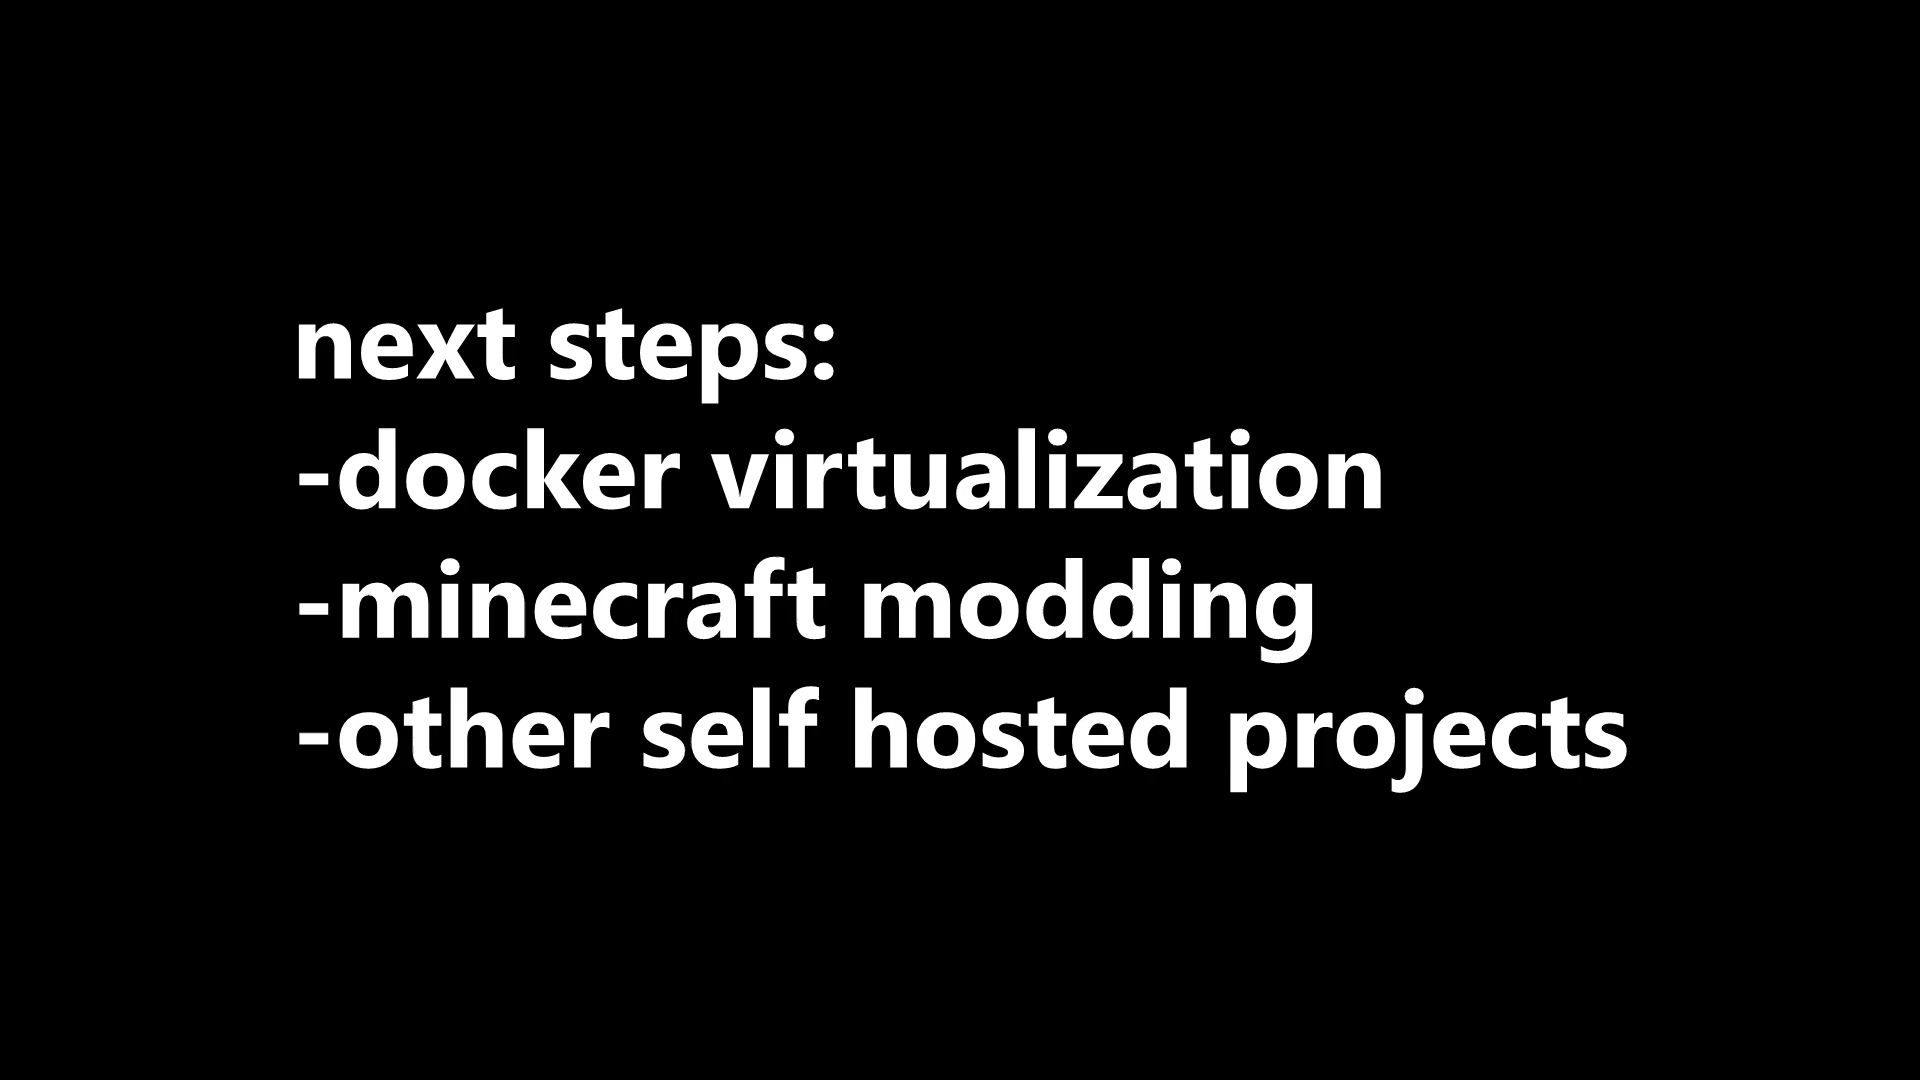 next steps:
-docker virtualization
-minecraft modding
-other self hosted projects